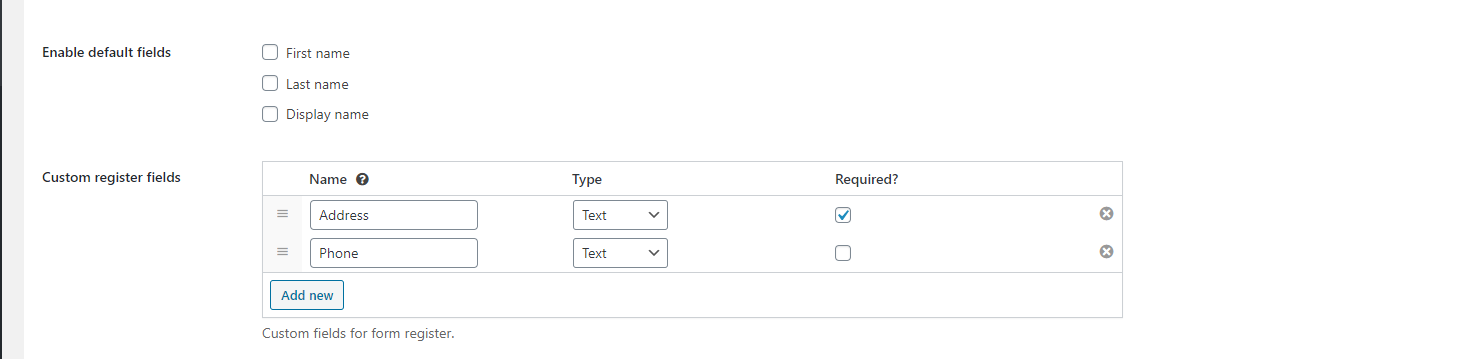 Enable default fields
First name
Last name
Display name
Custom register fields
Name ? Type Required?
Address Text
Phone Text
Add new
Custom fields for form register.